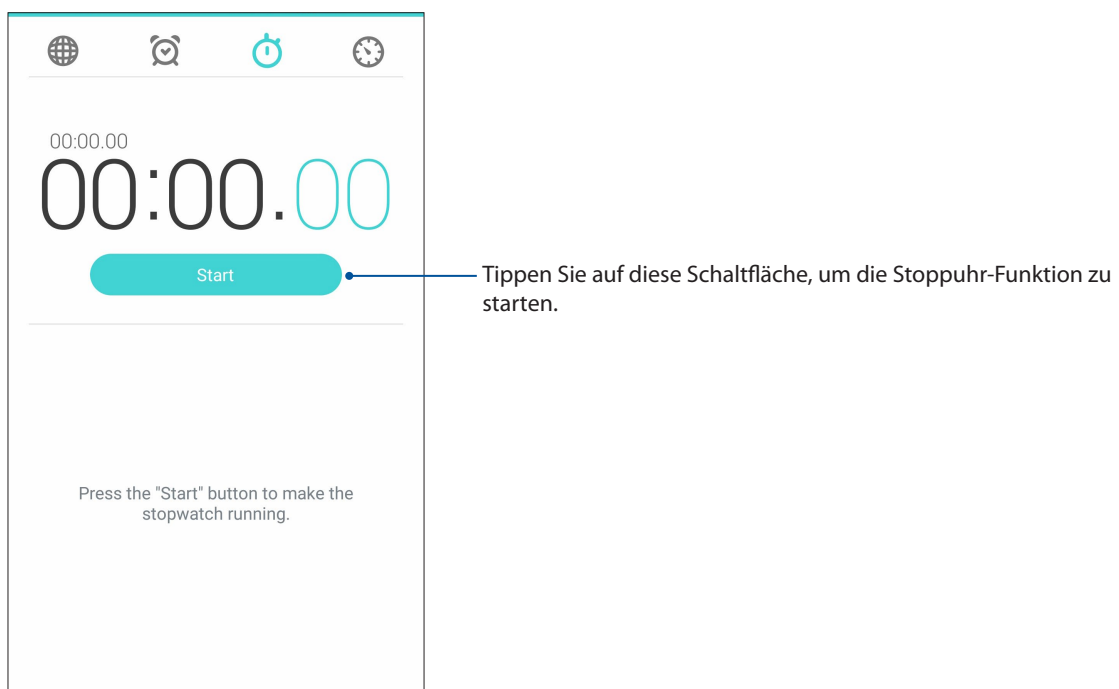 00:00.00
00:00.00
Start
Tippen Sie auf diese Schaltfläche, um die Stoppuhr-Funktion zu
starten.
Press the "Start" button to make the
stopwatch running.